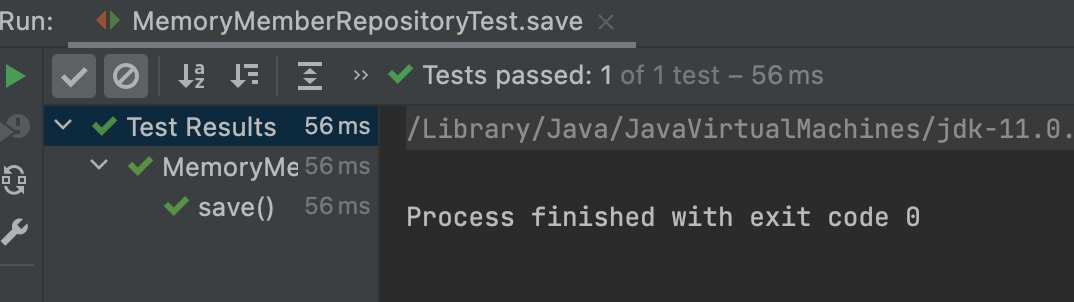 Run: MemoryMemberRepositoryTest.save
Tests passed: 1 of 1 test – 56 ms
Test Results 56 ms
/Library/Java/JavaVirtualMachines/jdk-11.0.
MemoryMe 56 ms
save() 56 ms
Process finished with exit code 0